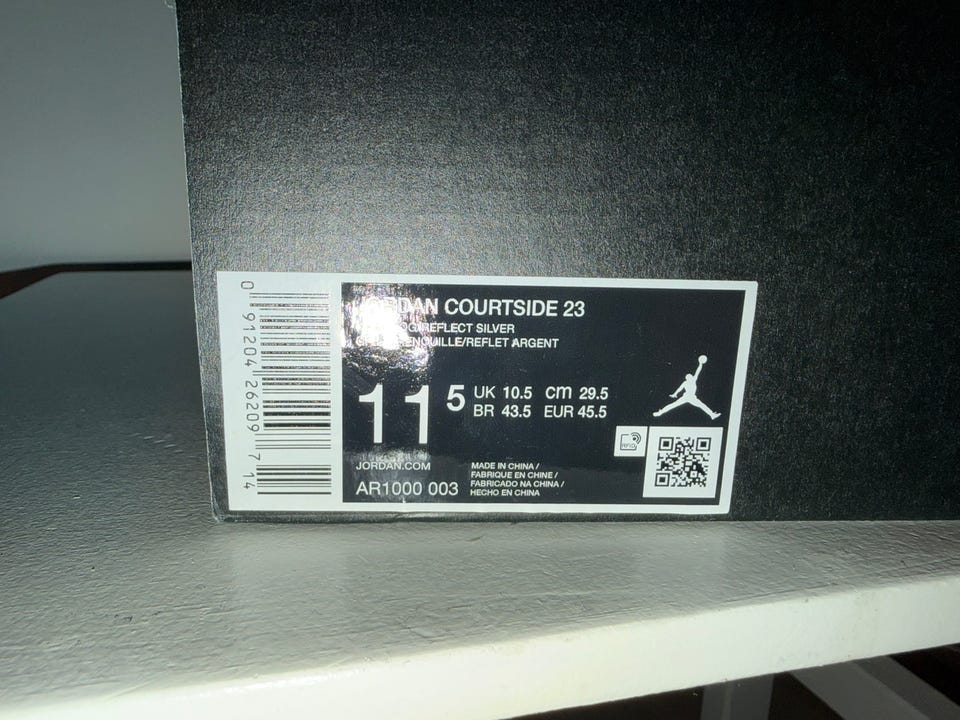 0 91204 26209 7 14
JORDAN COURTSIDE 23
REFLECT SILVER
/REFLET ARGENT
11 5
UK 10.5 cm 29.5
BR 43.5 EUR 45.5
RFID
JORDAN.COM
AR1000 003
MADE IN CHINA /
FABRIQUE EN CHINE /
FABRICADO NA CHINA /
HECHO EN CHINA